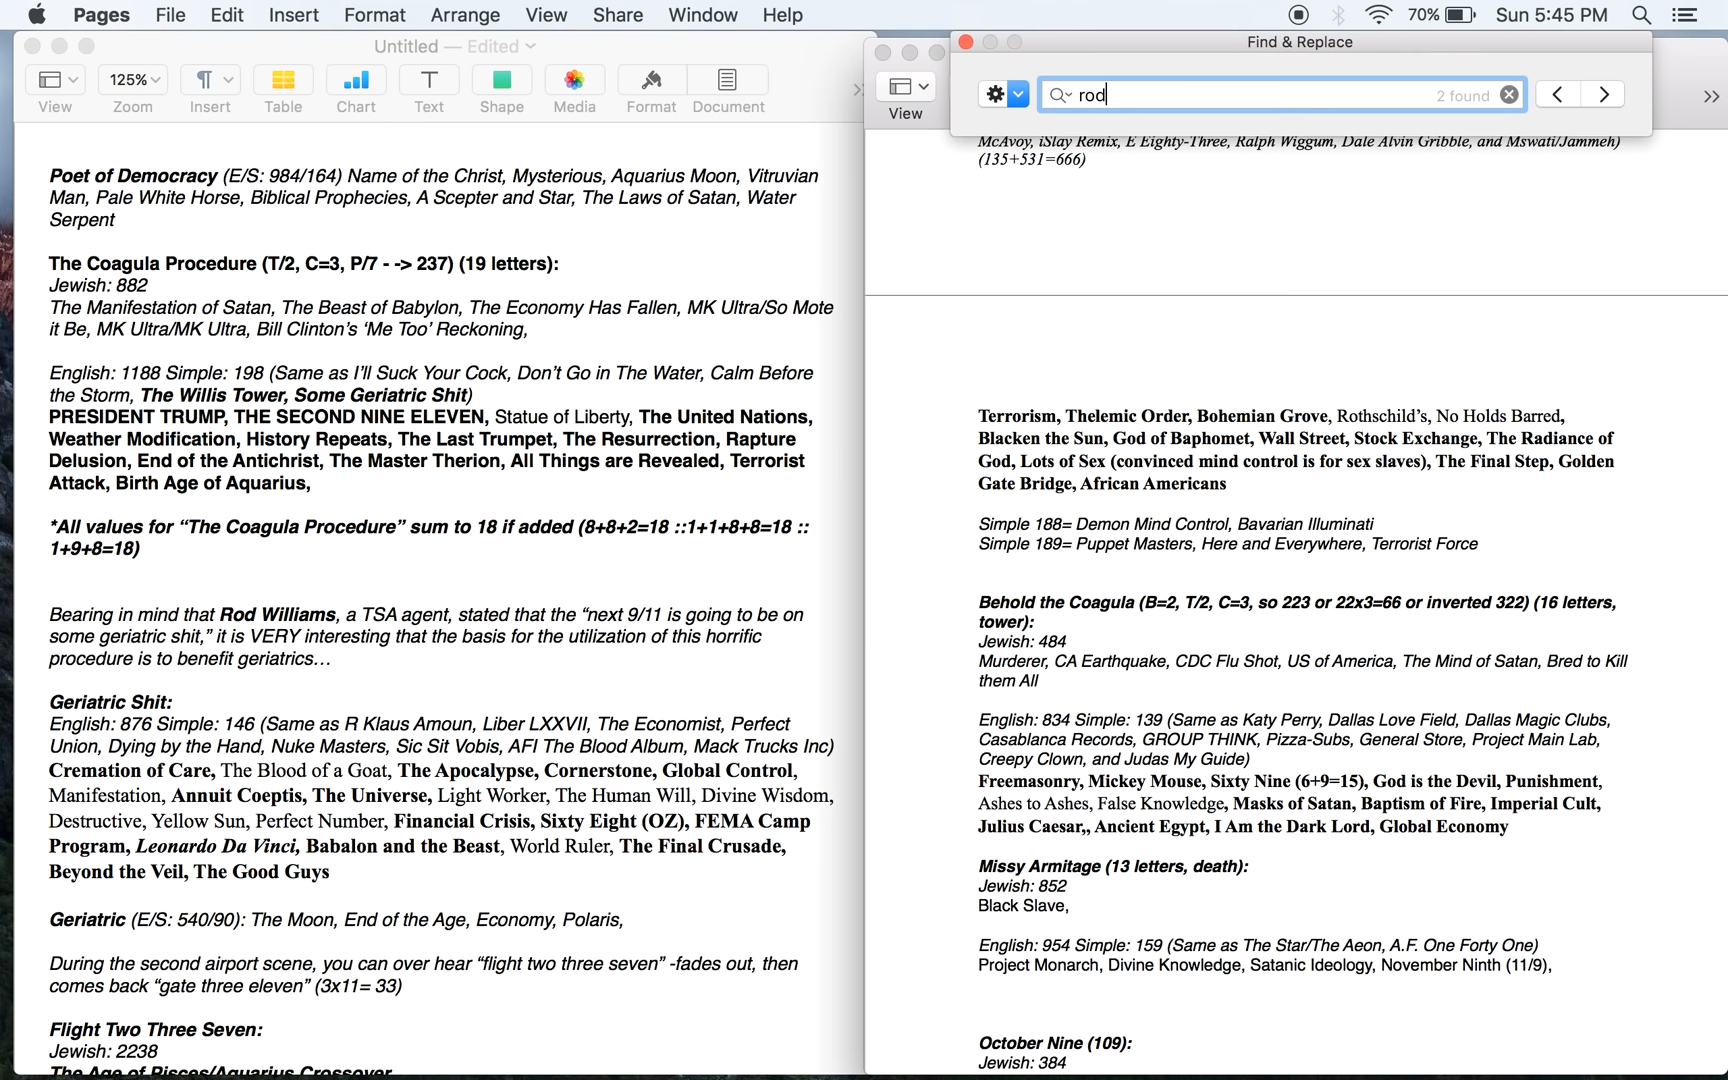 Pages File Edit Insert Format Arrange View Share Window Help 70% Sun 5:45 PM
Untitled — Edited
125%
View Zoom Insert Table Chart Text Shape Media Format Document
Poet of Democracy (E/S: 984/164) Name of the Christ, Mysterious, Aquarius Moon, Vitruvian
Man, Pale White Horse, Biblical Prophecies, A Scepter and Star, The Laws of Satan, Water
Serpent
The Coagula Procedure (T/2, C=3, P/7 - -> 237) (19 letters):
Jewish: 882
The Manifestation of Satan, The Beast of Babylon, The Economy Has Fallen, MK Ultra/So Mote
it Be, MK Ultra/MK Ultra, Bill Clinton's ‘Me Too’ Reckoning,
English: 1188 Simple: 198 (Same as I'll Suck Your Cock, Don't Go in The Water, Calm Before
the Storm, The Willis Tower, Some Geriatric Shit)
PRESIDENT TRUMP, THE SECOND NINE ELEVEN, Statue of Liberty, The United Nations,
Weather Modification, History Repeats, The Last Trumpet, The Resurrection, Rapture
Delusion, End of the Antichrist, The Master Therion, All Things are Revealed, Terrorist
Attack, Birth Age of Aquarius,
*All values for “The Coagula Procedure” sum to 18 if added (8+8+2=18 ::1+1+8+8=18 ::
1+9+8=18)
Bearing in mind that Rod Williams, a TSA agent, stated that the “next 9/11 is going to be on
some geriatric shit,” it is VERY interesting that the basis for the utilization of this horrific
procedure is to benefit geriatrics…
Geriatric Shit:
English: 876 Simple: 146 (Same as R Klaus Amoun, Liber LXXVII, The Economist, Perfect
Union, Dying by the Hand, Nuke Masters, Sic Sit Vobis, AFI The Blood Album, Mack Trucks Inc)
Cremation of Care, The Blood of a Goat, The Apocalypse, Cornerstone, Global Control,
Manifestation, Annuit Coeptis, The Universe, Light Worker, The Human Will, Divine Wisdom,
Destructive, Yellow Sun, Perfect Number, Financial Crisis, Sixty Eight (OZ), FEMA Camp
Program, Leonardo Da Vinci, Babalon and the Beast, World Ruler, The Final Crusade,
Beyond the Veil, The Good Guys
Geriatric (E/S: 540/90): The Moon, End of the Age, Economy, Polaris,
During the second airport scene, you can over hear “flight two three seven” -fades out, then
comes back “gate three eleven” (3x11= 33)
Flight Two Three Seven:
Jewish: 2238
The Age of Pisces/Aquarius Crossover
Find & Replace
rod 2 found
View
McAvoy, iSlay Remix, E Eighty-Three, Ralph Wiggum, Dale Alvin Gribble, and Mswati/Jammeh)
(135+531=666)
Terrorism, Thelemic Order, Bohemian Grove, Rothschild's, No Holds Barred,
Blacken the Sun, God of Baphomet, Wall Street, Stock Exchange, The Radiance of
God, Lots of Sex (convinced mind control is for sex slaves), The Final Step, Golden
Gate Bridge, African Americans
Simple 188= Demon Mind Control, Bavarian Illuminati
Simple 189= Puppet Masters, Here and Everywhere, Terrorist Force
Behold the Coagula (B=2, T/2, C=3, so 223 or 22x3=66 or inverted 322) (16 letters,
tower):
Jewish: 484
Murderer, CA Earthquake, CDC Flu Shot, US of America, The Mind of Satan, Bred to Kill
them All
English: 834 Simple: 139 (Same as Katy Perry, Dallas Love Field, Dallas Magic Clubs,
Casablanca Records, GROUP THINK, Pizza-Subs, General Store, Project Main Lab,
Creepy Clown, and Judas My Guide)
Freemasonry, Mickey Mouse, Sixty Nine (6+9=15), God is the Devil, Punishment,
Ashes to Ashes, False Knowledge, Masks of Satan, Baptism of Fire, Imperial Cult,
Julius Caesar,, Ancient Egypt, I Am the Dark Lord, Global Economy
Missy Armitage (13 letters, death):
Jewish: 852
Black Slave,
English: 954 Simple: 159 (Same as The Star/The Aeon, A.F. One Forty One)
Project Monarch, Divine Knowledge, Satanic Ideology, November Ninth (11/9),
October Nine (109):
Jewish: 384